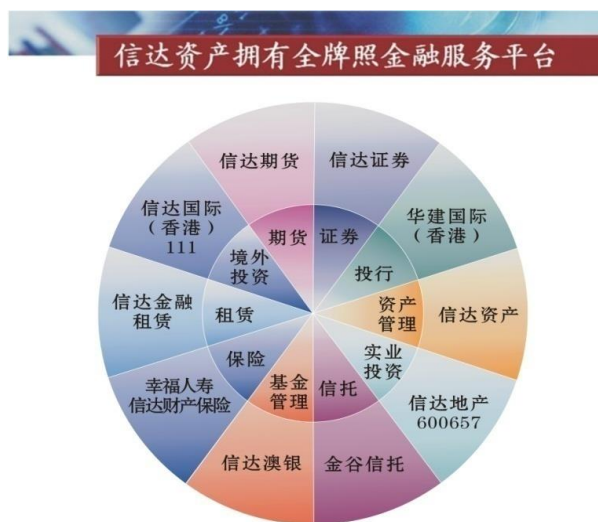 信达资产拥有全牌照金融服务平台
信达期货
信达证券
信达国际
（香港）
111
华建国际
（香港）
期货
证券
境外
投资
投行
信达金融
租赁
租赁
资产
管理
信达资产
保险
实业
投资
幸福人寿
信达财产保险
基金
管理
信托
信达地产
600657
信达澳银
金谷信托